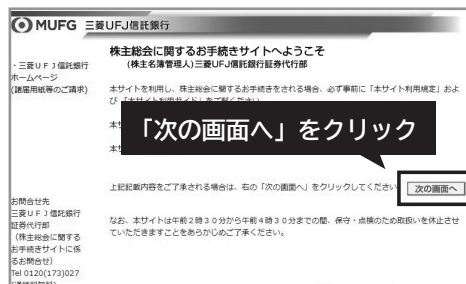 MUFG 三菱UFJ信託銀行
・三菱UFJ信託銀行
ホームページ
(諸届用紙等のご請求)
お問合せ先
三菱UFJ信託銀行
証券代行部
(株主総会に関する
お手続きサイトに係
るお問合せ)
Tel 0120(173)027
株主総会に関するお手続きサイトへようこそ
(株主名簿管理人)三菱UFJ信託銀行証券代行部
本サイトを利用し、株主総会に関するお手続きをされる場合、必ず事前に「本サイト利用規定」およ
び「本サイト利用ガイド」をご覧ください。
「次の画面へ」をクリック
上記記載内容をご了承される場合は、右の「次の画面へ」をクリックしてください
次の画面へ
なお、本サイトは午前2時30分から午前4時30分までの間、保守・点検のため取扱いを休止させ
ていただきますことをあらかじめご了承ください。